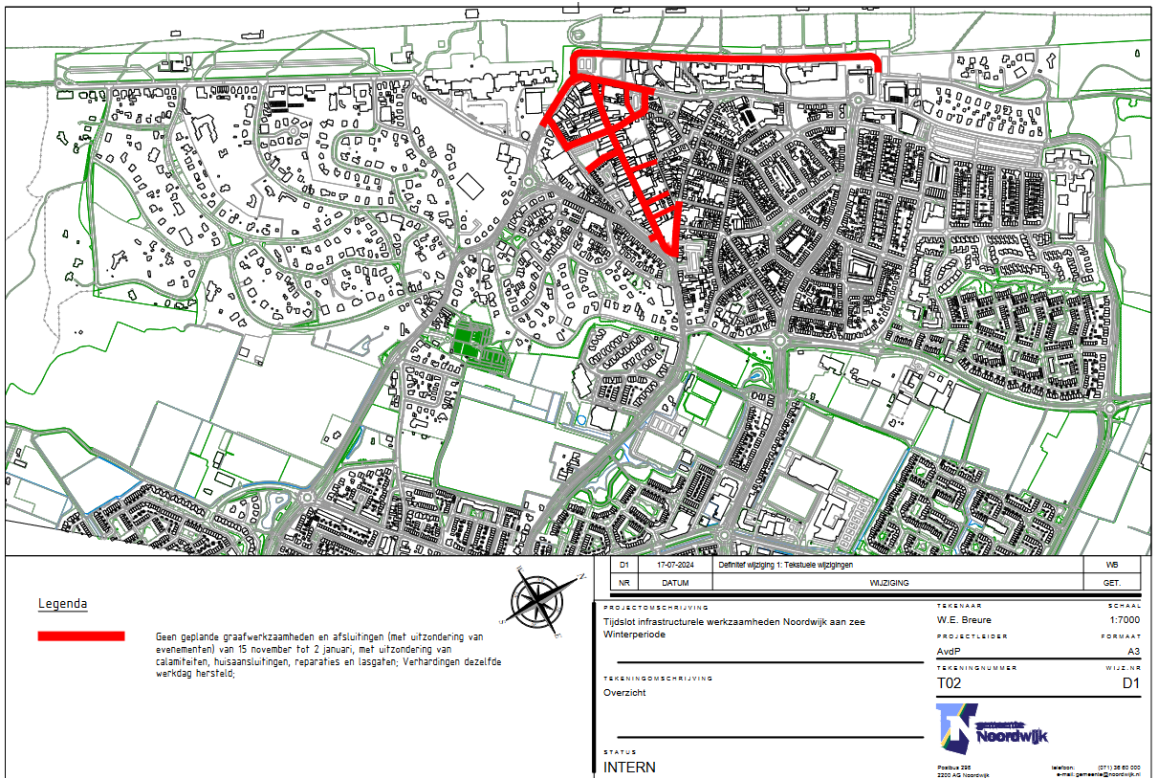 Legenda
Geen geplande graafwerkzaamheden en afsluitingen (met uitzondering van
evenementen) van 15 november tot 2 januari, met uitzondering van
calamiteiten, huisaansluitingen, reparaties en lasgaten; Verhardingen dezelfde
werkdag hersteld;
D1 17-07-2024 Definitief wijziging 1: Tekstuele wijzigingen WB
NR DATUM WIJZIGING GET.
PROJECTOMSCHRIJVING
Tijdslot infrastructurele werkzaamheden Noordwijk aan zee
Winterperiode
TEKENINGOMSCHRIJVING
Overzicht
STATUS
INTERN
TEKENAAR SCHAAL
W.E. Breure 1:7000
PROJECTLEIDER FORMAAT
AvdP A3
TEKENINGNUMMER WIJZ.NR
T02 D1
gemeente
Noordwijk
Postbus 298 telefoon: (071) 36 60 000
2200 AG Noordwijk e-mail: gemeente@noordwijk.nl